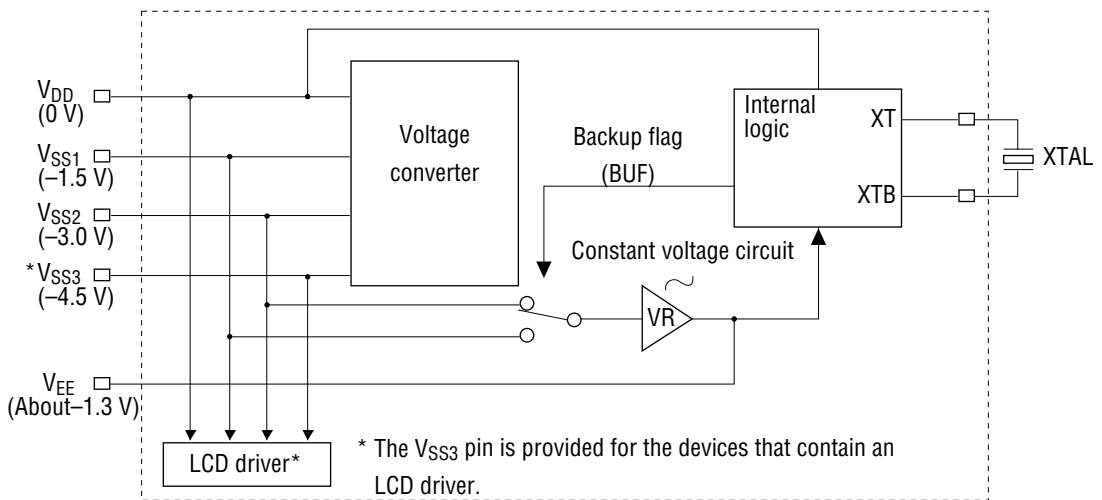 VDD
(0 V)
VSS1
(–1.5 V)
VSS2
(–3.0 V)
*VSS3
(–4.5 V)
VEE
(About–1.3 V)
Voltage
converter
Backup flag
(BUF)
Internal
logic
XT
XTB
XTAL
Constant voltage circuit
VR
LCD driver*
* The VSS3 pin is provided for the devices that contain an
LCD driver.